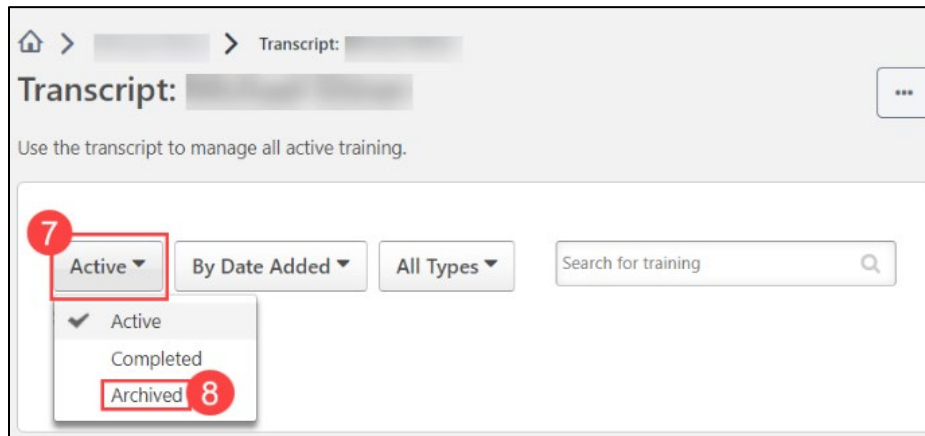 Transcript:
Transcript:
Use the transcript to manage all active training.
7
Active By Date Added All Types Search for training
Active
Completed
Archived 8